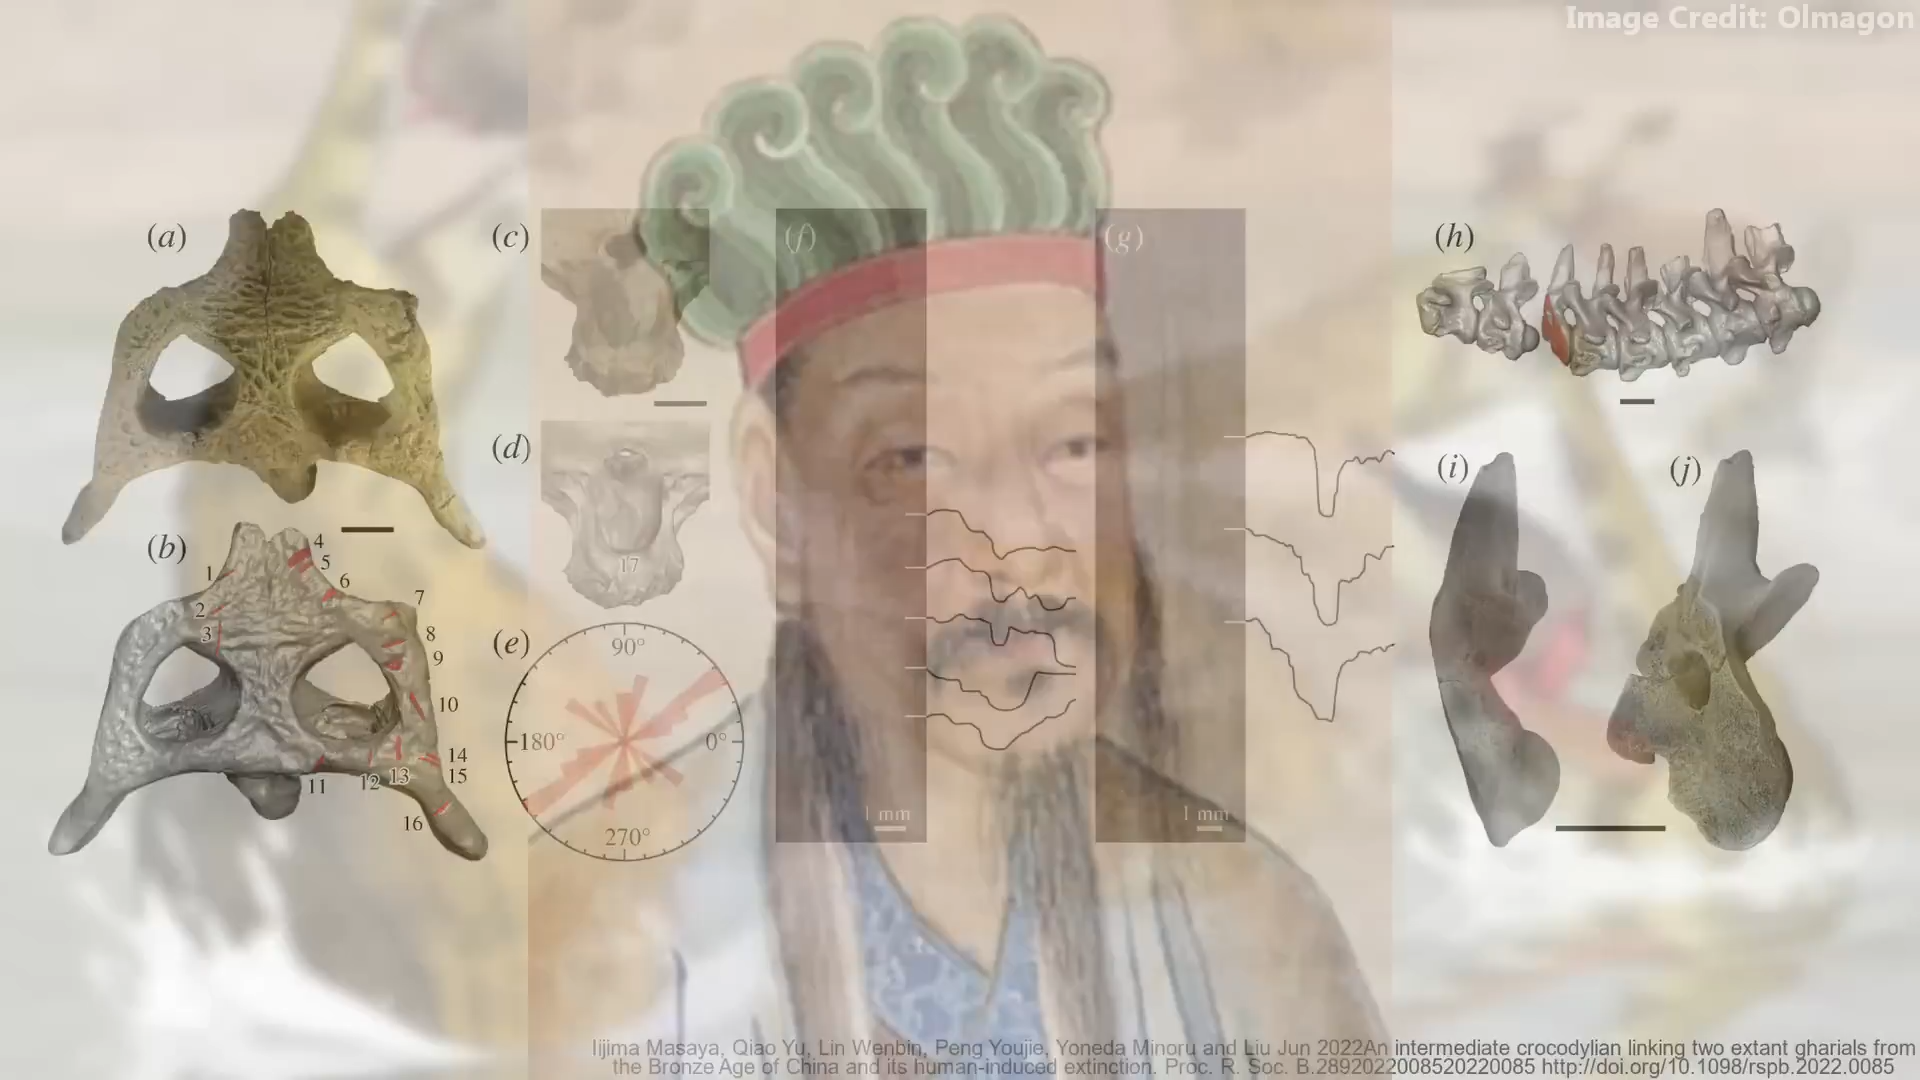 Image Credit: Olmagon
(a)
(c)
(f)
(g)
(h)
(d)
(i)
(j)
17
(b)
1
2
3
4
5
6
7
8
9
10
11
12
13
14
15
16
(e)
90°
180°
0°
270°
1 mm
1 mm
Iijima Masaya, Qiao Yu, Lin Wenbin, Peng Youjie, Yoneda Minoru and Liu Jun 2022An intermediate crocodylian linking two extant gharials from
the Bronze Age of China and its human-induced extinction. Proc. R. Soc. B.2892022008520220085 http://doi.org/10.1098/rspb.2022.0085